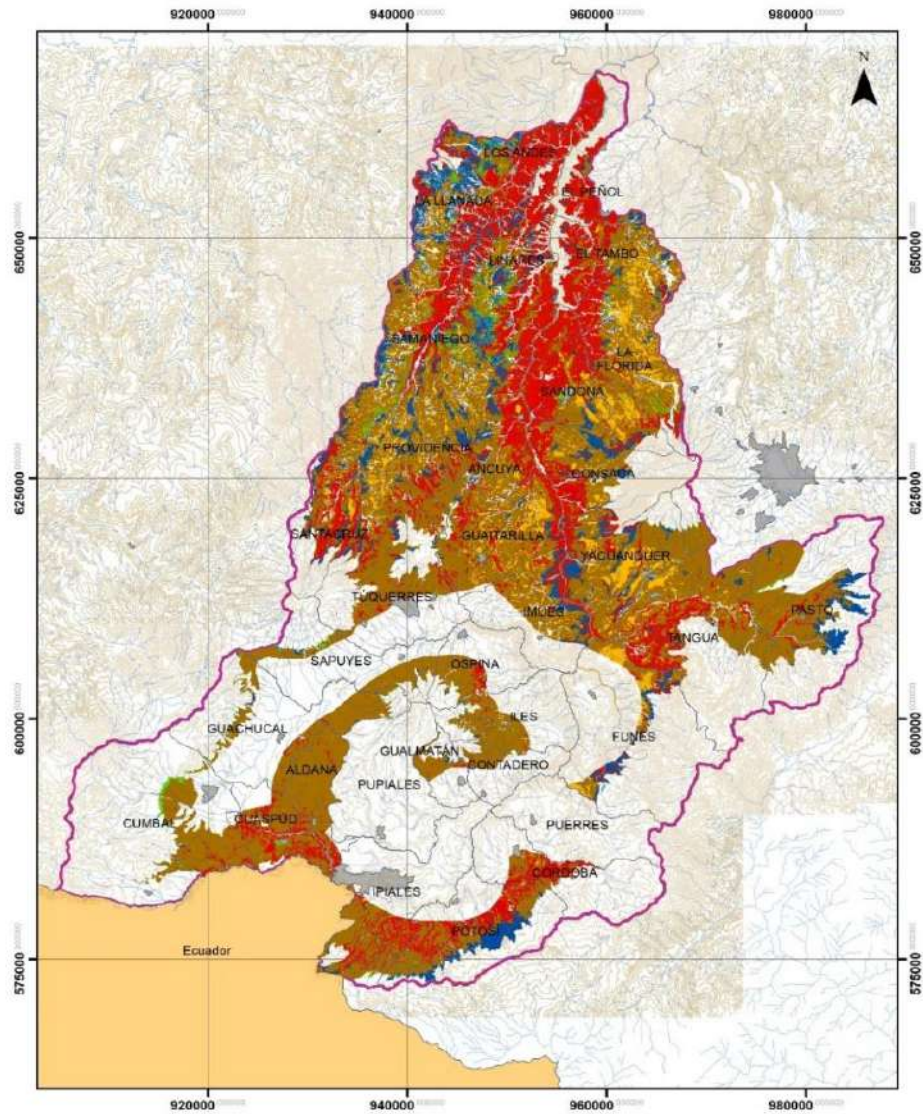 920000 940000 960000 980000
N
LOS ANDES
EL PEÑOL
LA LLANADA
650000 650000
EL TAMBO
LINARES
SAMANIEGO
LA
FLORIDA
SANDONA
PROVIDENCIA
ANCUYA
CONSACA
625000 625000
SANTACRUZ
GUAITARILLA
YACUANQUER
TUQUERRES
IMUES
PASTO
TANGUA
SAPUYES
OSPINA
ILES
GUACHUCAL
600000 600000
FUNES
GUALMATÁN
ALDANA
CONTADERO
PUPIALES
CUMBAL
CUASPUD
PUERRES
CORDOBA
IPIALES
POTOSI
Ecuador
575000 575000
920000 940000 960000 980000